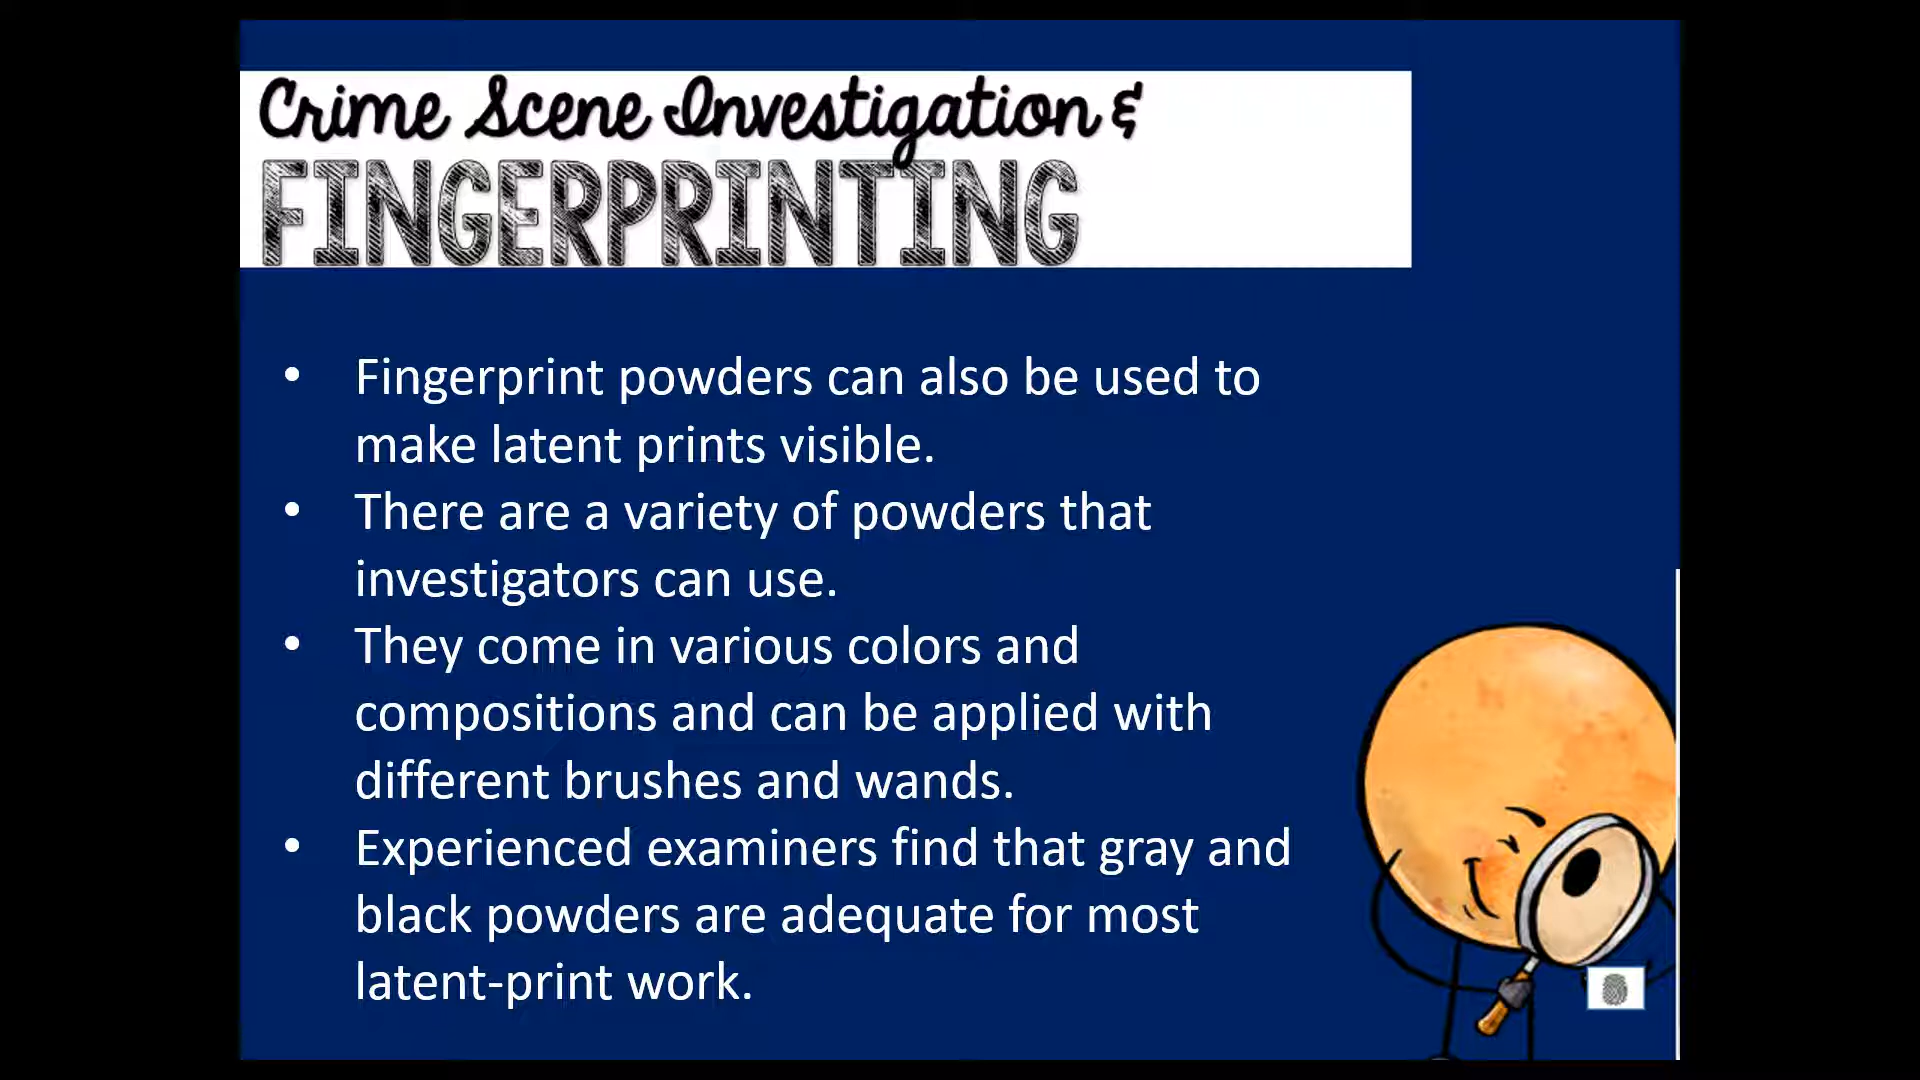 Crime Scene Investigation &
FINGERPRINTING
• Fingerprint powders can also be used to
make latent prints visible.
• There are a variety of powders that
investigators can use.
• They come in various colors and
compositions and can be applied with
different brushes and wands.
• Experienced examiners find that gray and
black powders are adequate for most
latent-print work.